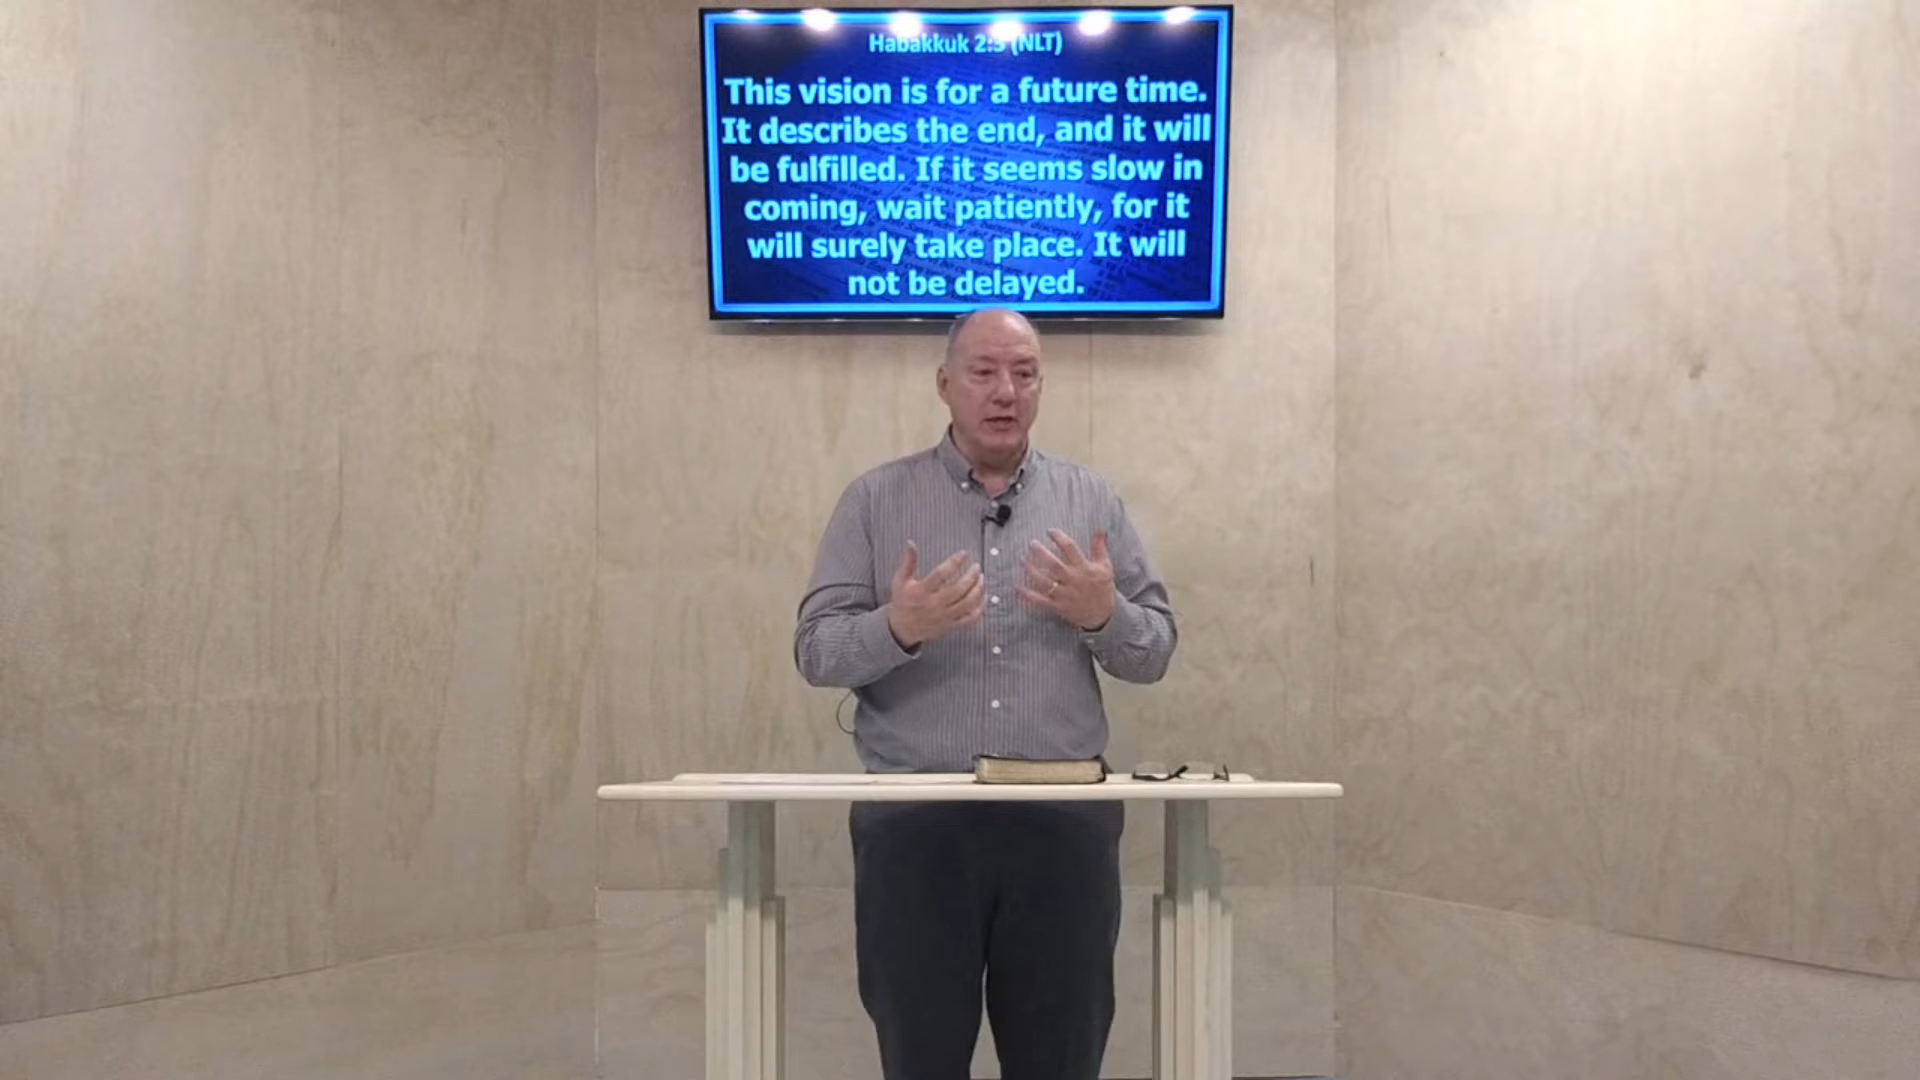 Habakkuk 2:3 (NLT)
This vision is for a future time.
It describes the end, and it will
be fulfilled. If it seems slow in
coming, wait patiently, for it
will surely take place. It will
not be delayed.